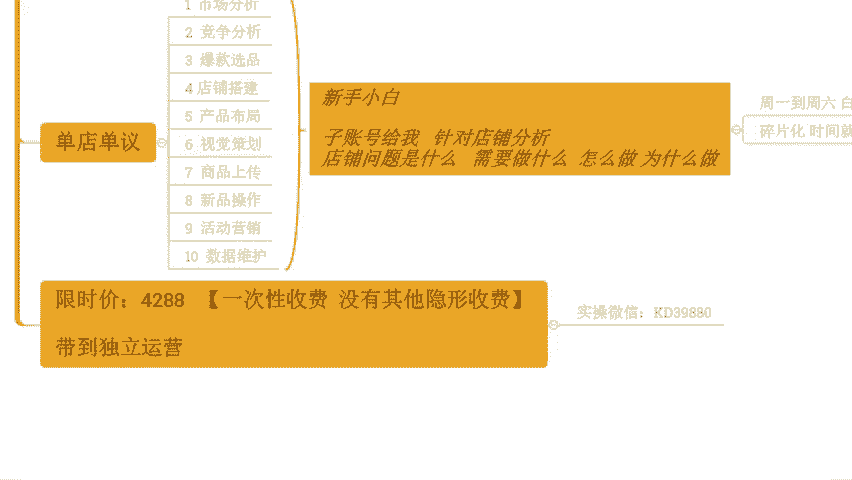 1 市场分析
2 竞争分析
3 爆款选品
4 店铺搭建
5 产品布局
6 视觉策划
7 商品上传
8 新品操作
9 活动营销
10 数据维护
单店单议
新手小白
子账号给我 针对店铺分析
店铺问题是什么 需要做什么 怎么做 为什么做
周一到周六 白
碎片化 时间就
限时价：4288 【一次性收费 没有其他隐形收费】
带到独立运营
实操微信：KD39880